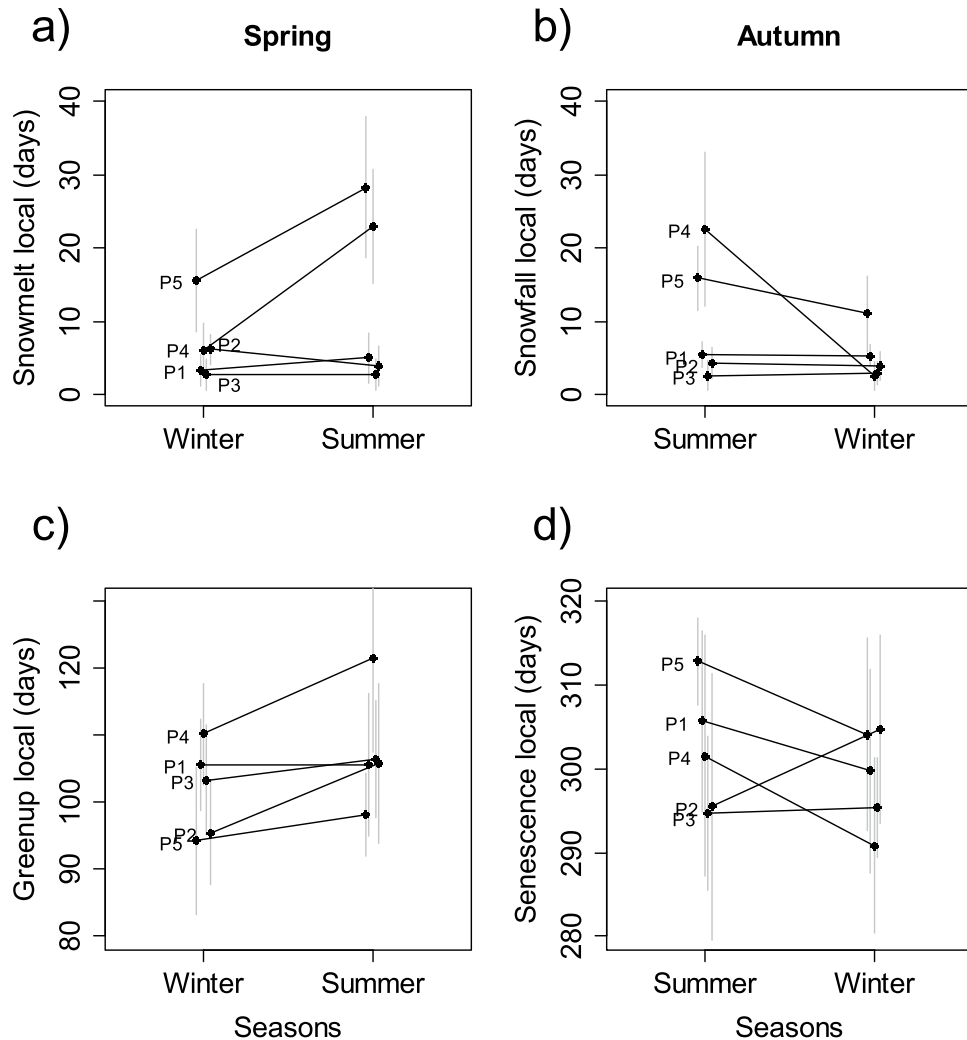 a)
Spring
Snowmelt local (days)
40
30
20
10
0
P5
P4
P2
P1
P3
Winter
Summer
b)
Autumn
Snowfall local (days)
40
30
20
10
0
P4
P5
P1
P2
P3
Summer
Winter
c)
Greenup local (days)
120
100
90
80
P4
P1
P3
P2
P5
Winter
Summer
Seasons
d)
Senescence local (days)
320
310
300
290
280
P5
P1
P4
P2
P3
Summer
Winter
Seasons